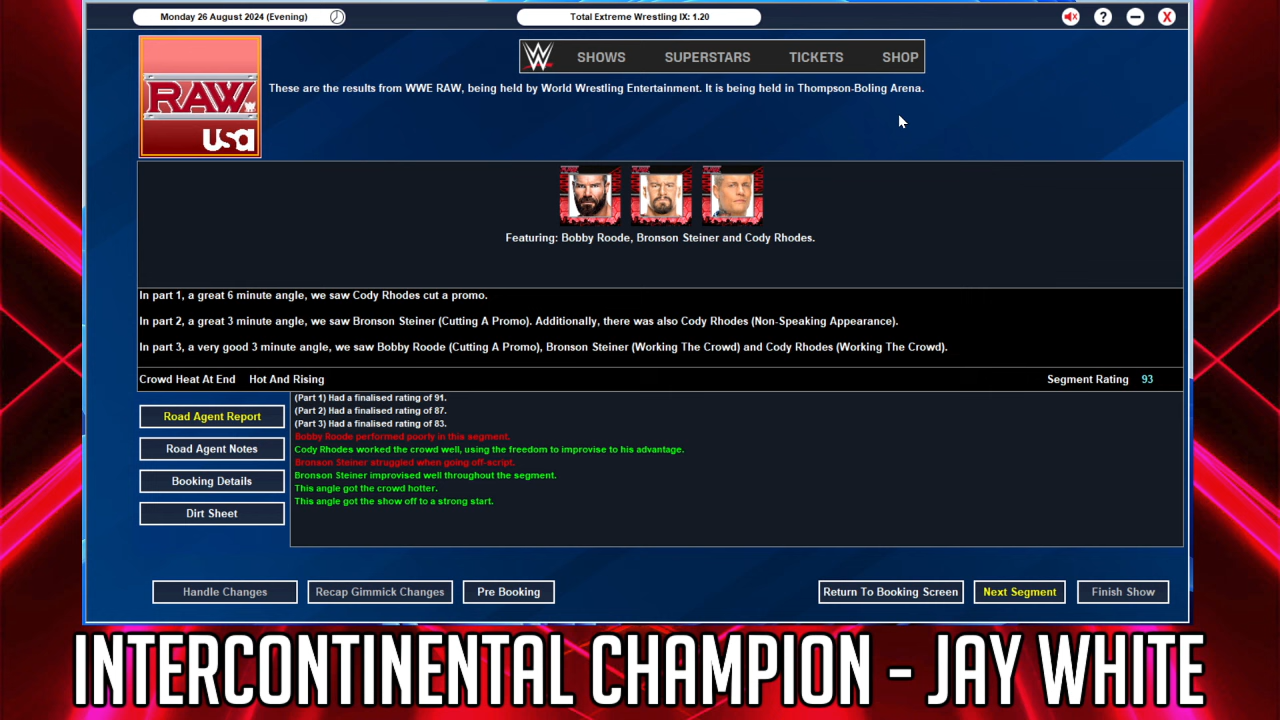 Monday 26 August 2024 (Evening)
Total Extreme Wrestling IX: 1.20
?
X
RAW
W
usa
W
SHOWS
SUPERSTARS
TICKETS
SHOP
These are the results from WWE RAW, being held by World Wrestling Entertainment. It is being held in Thompson-Boling Arena.
Featuring: Bobby Roode, Bronson Steiner and Cody Rhodes.
In part 1, a great 6 minute angle, we saw Cody Rhodes cut a promo.
In part 2, a great 3 minute angle, we saw Bronson Steiner (Cutting A Promo). Additionally, there was also Cody Rhodes (Non-Speaking Appearance).
In part 3, a very good 3 minute angle, we saw Bobby Roode (Cutting A Promo), Bronson Steiner (Working The Crowd) and Cody Rhodes (Working The Crowd).
Crowd Heat At End Hot And Rising
Segment Rating 93
Road Agent Report
Road Agent Notes
Booking Details
Dirt Sheet
(Part 1) Had a finalised rating of 91.
(Part 2) Had a finalised rating of 87.
(Part 3) Had a finalised rating of 83.
Bobby Roode performed poorly in this segment.
Cody Rhodes worked the crowd well, using the freedom to improvise to his advantage.
Bronson Steiner struggled when going off-script.
Bronson Steiner improvised well throughout the segment.
This angle got the crowd hotter.
This angle got the show off to a strong start.
Handle Changes
Recap Gimmick Changes
Pre Booking
Return To Booking Screen
Next Segment
Finish Show
INTERCONTINENTAL CHAMPION - JAY WHITE